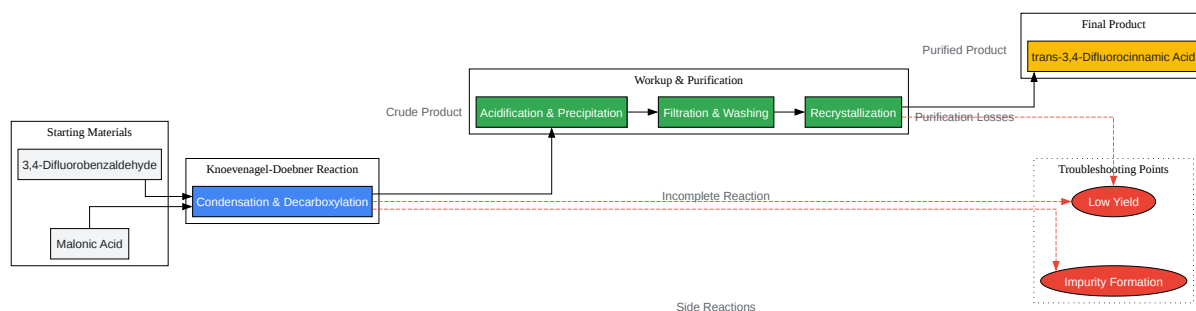 Final Product
Purified Product
trans-3,4-Difluorocinnamic Acid
Workup & Purification
Crude Product
Acidification & Precipitation
Filtration & Washing
Recrystallization
Purification Losses
Starting Materials
3,4-Difluorobenzaldehyde
Malonic Acid
Knoevenagel-Doebner Reaction
Condensation & Decarboxylation
Incomplete Reaction
Troubleshooting Points
Low Yield
Impurity Formation
Side Reactions